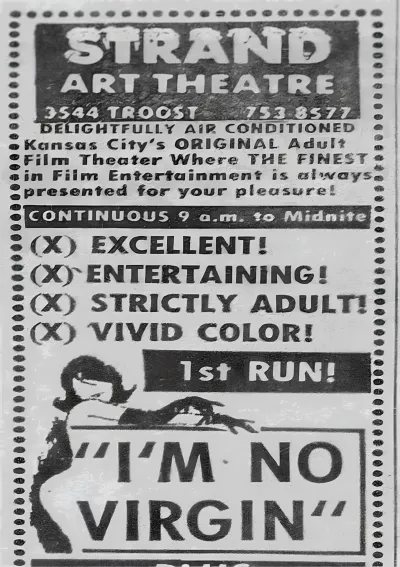 STRAND
ART THEATRE
3544 TROOST 753 8577
DELIGHTFULLY AIR CONDITIONED
Kansas City's ORIGINAL Adult
Film Theater Where THE FINEST
in Film Entertainment is always
presented for your pleasure!
CONTINUOUS 9 a.m. to Midnite
(X) EXCELLENT!
(X) ENTERTAINING!
(X) STRICTLY ADULT!
(X) VIVID COLOR!
1st RUN!
"I'M NO
VIRGIN"